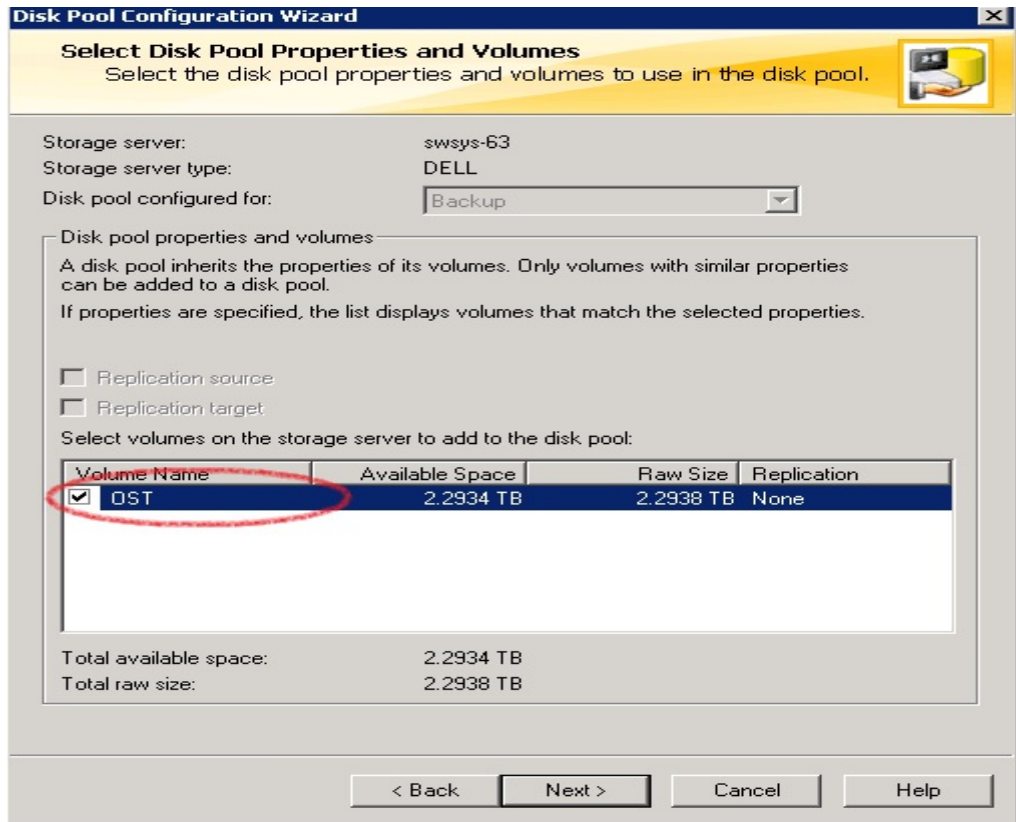 Disk Pool Configuration Wizard
Select Disk Pool Properties and Volumes
Select the disk pool properties and volumes to use in the disk pool.
Storage server: swsys-63
Storage server type: DELL
Disk pool configured for: Backup
Disk pool properties and volumes
A disk pool inherits the properties of its volumes. Only volumes with similar properties
can be added to a disk pool.
If properties are specified, the list displays volumes that match the selected properties.
Replication source
Replication target
Select volumes on the storage server to add to the disk pool:
Volume Name Available Space Raw Size Replication
OST 2.2934 TB 2.2938 TB None
Total available space: 2.2934 TB
Total raw size: 2.2938 TB
< Back Next > Cancel Help